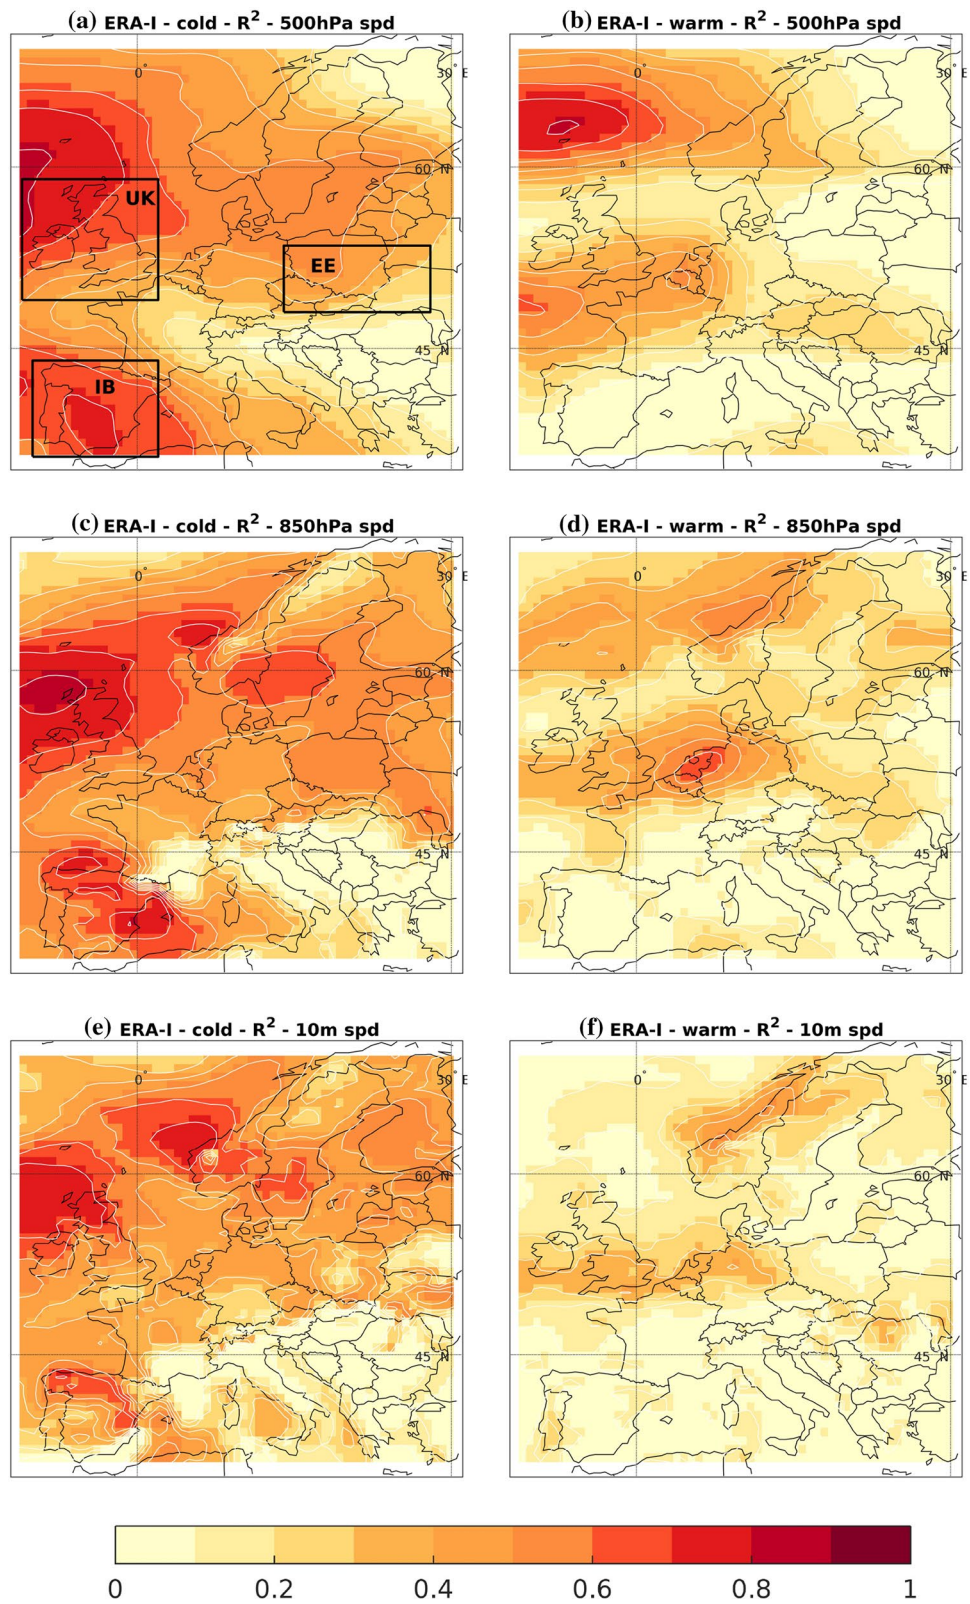 (a) ERA-I - cold - R² - 500hPa spd
(b) ERA-I - warm - R² - 500hPa spd
0°
30°E
60 N
UK
EE
45 N
IB
0°
30°E
60 N
45 N
(c) ERA-I - cold - R² - 850hPa spd
(d) ERA-I - warm - R² - 850hPa spd
0°
30°E
60 N
45 N
0°
30°E
60 N
45 N
(e) ERA-I - cold - R² - 10m spd
(f) ERA-I - warm - R² - 10m spd
0°
30°E
60 N
45 N
0°
30°E
60 N
45 N
0 0.2 0.4 0.6 0.8 1